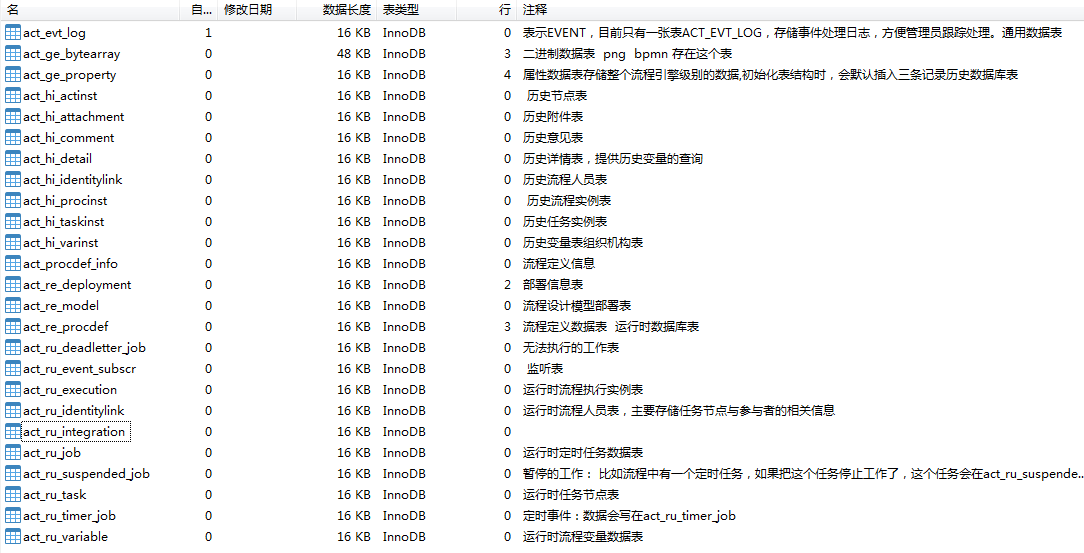 名 自... 修改日期 数据长度 表类型 行 注释
act_evt_log 1 16 KB InnoDB 0 表示EVENT，目前只有一张表ACT_EVT_LOG，存储事件处理日志，方便管理员跟踪处理。通用数据表
act_ge_bytearray 0 48 KB InnoDB 3 二进制数据表 png bpmn 存在这个表
act_ge_property 0 16 KB InnoDB 4 属性数据表存储整个流程引擎级别的数据,初始化表结构时，会默认插入三条记录历史数据库表
act_hi_actinst 0 16 KB InnoDB 0 历史节点表
act_hi_attachment 0 16 KB InnoDB 0 历史附件表
act_hi_comment 0 16 KB InnoDB 0 历史意见表
act_hi_detail 0 16 KB InnoDB 0 历史详情表，提供历史变量的查询
act_hi_identitylink 0 16 KB InnoDB 0 历史流程人员表
act_hi_procinst 0 16 KB InnoDB 0 历史流程实例表
act_hi_taskinst 0 16 KB InnoDB 0 历史任务实例表
act_hi_varinst 0 16 KB InnoDB 0 历史变量表组织机构表
act_procdef_info 0 16 KB InnoDB 0 流程定义信息
act_re_deployment 0 16 KB InnoDB 2 部署信息表
act_re_model 0 16 KB InnoDB 0 流程设计模型部署表
act_re_procdef 0 16 KB InnoDB 3 流程定义数据表 运行时数据库表
act_ru_deadletter_job 0 16 KB InnoDB 0 无法执行的工作表
act_ru_event_subscr 0 16 KB InnoDB 0 监听表
act_ru_execution 0 16 KB InnoDB 0 运行时流程执行实例表
act_ru_identitylink 0 16 KB InnoDB 0 运行时流程人员表，主要存储任务节点与参与者的相关信息
act_ru_integration 0 16 KB InnoDB 0
act_ru_job 0 16 KB InnoDB 0 运行时定时任务数据表
act_ru_suspended_job 0 16 KB InnoDB 0 暂停的工作： 比如流程中有一个定时任务，如果把这个任务停止工作了，这个任务会在act_ru_suspende...
act_ru_task 0 16 KB InnoDB 0 运行时任务节点表
act_ru_timer_job 0 16 KB InnoDB 0 定时事件：数据会写在act_ru_timer_job
act_ru_variable 0 16 KB InnoDB 0 运行时流程变量数据表